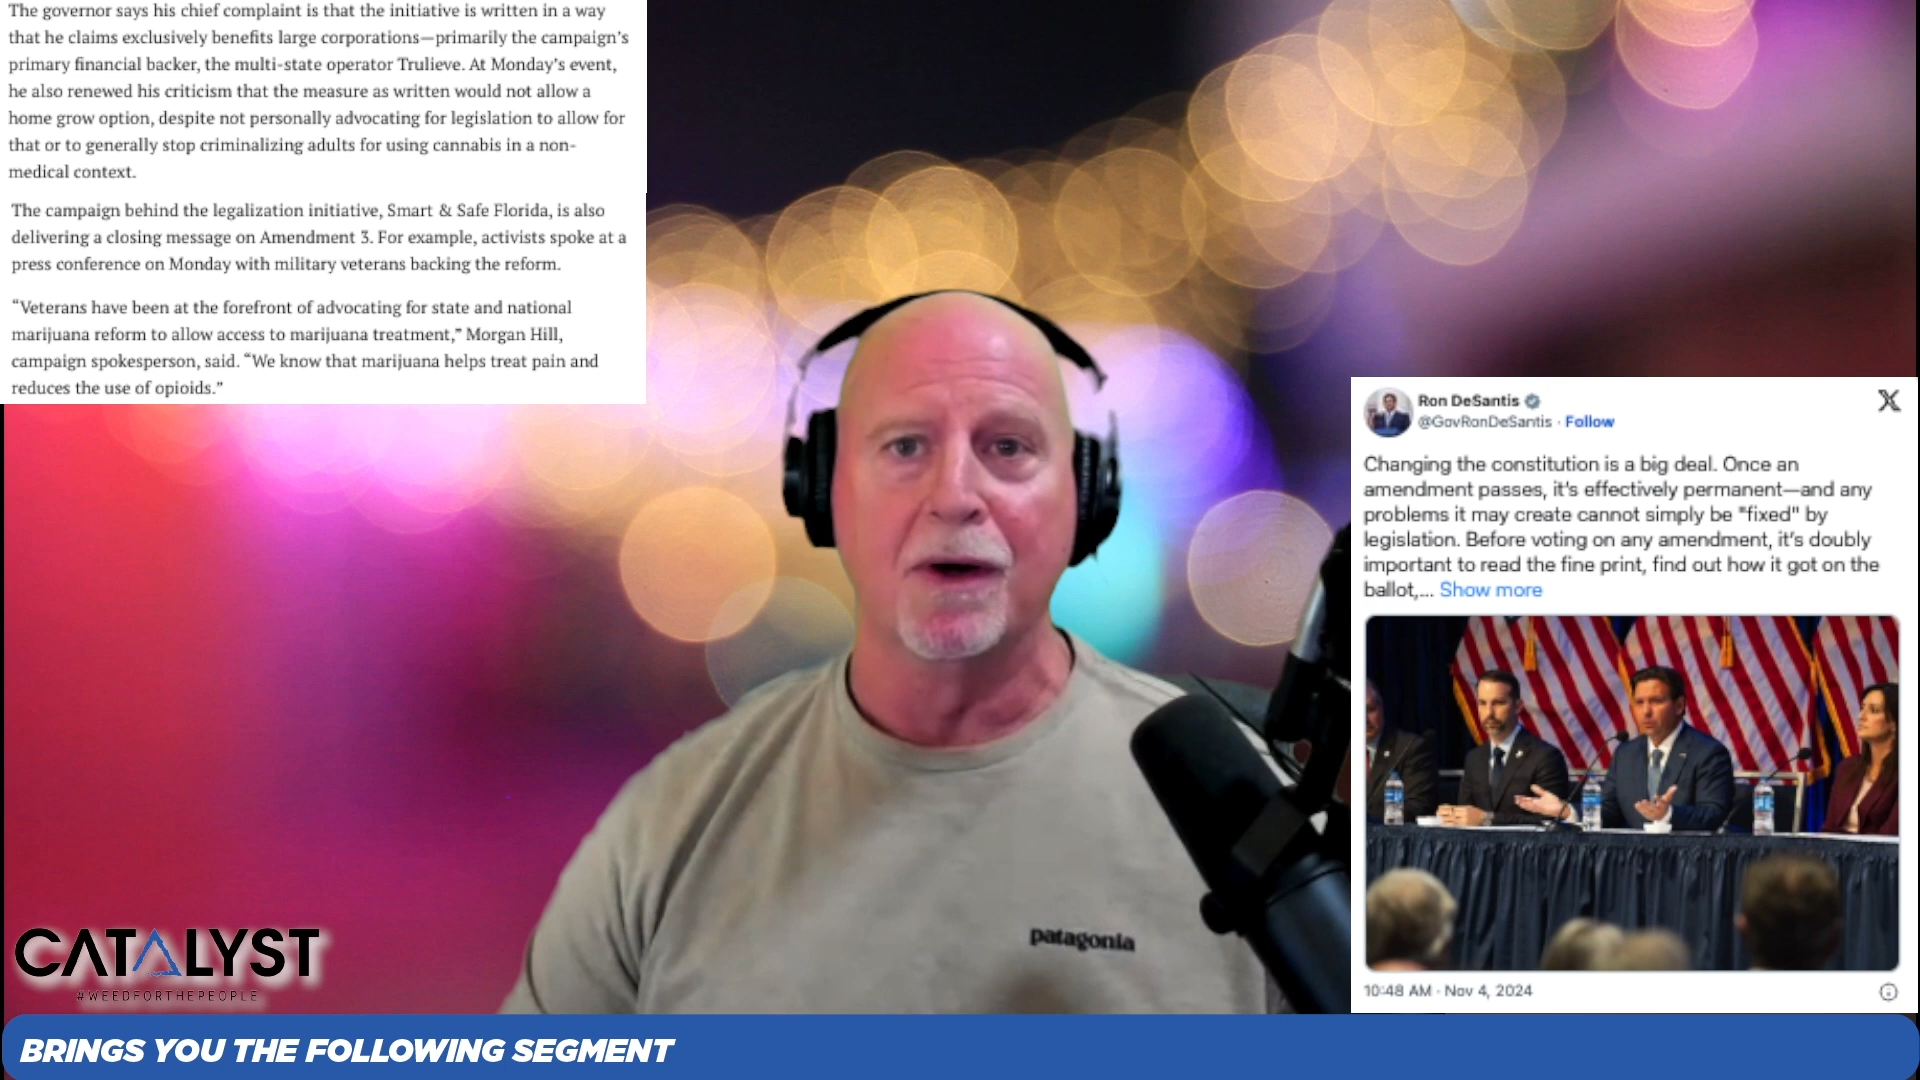 The governor says his chief complaint is that the initiative is written in a way
that he claims exclusively benefits large corporations—primarily the campaign’s
primary financial backer, the multi-state operator Trulieve. At Monday’s event,
he also renewed his criticism that the measure as written would not allow a
home grow option, despite not personally advocating for legislation to allow for
that or to generally stop criminalizing adults for using cannabis in a non-
medical context.
The campaign behind the legalization initiative, Smart & Safe Florida, is also
delivering a closing message on Amendment 3. For example, activists spoke at a
press conference on Monday with military veterans backing the reform.
“Veterans have been at the forefront of advocating for state and national
marijuana reform to allow access to marijuana treatment,” Morgan Hill,
campaign spokesperson, said. “We know that marijuana helps treat pain and
reduces the use of opioids.”
Ron DeSantis
@GovRonDeSantis · Follow
Changing the constitution is a big deal. Once an
amendment passes, it's effectively permanent—and any
problems it may create cannot simply be "fixed" by
legislation. Before voting on any amendment, it's doubly
important to read the fine print, find out how it got on the
ballot,... Show more
10:48 AM · Nov 4, 2024
patagonia
CATALYST
#WEEDFORTHEPEOPLE
BRINGS YOU THE FOLLOWING SEGMENT